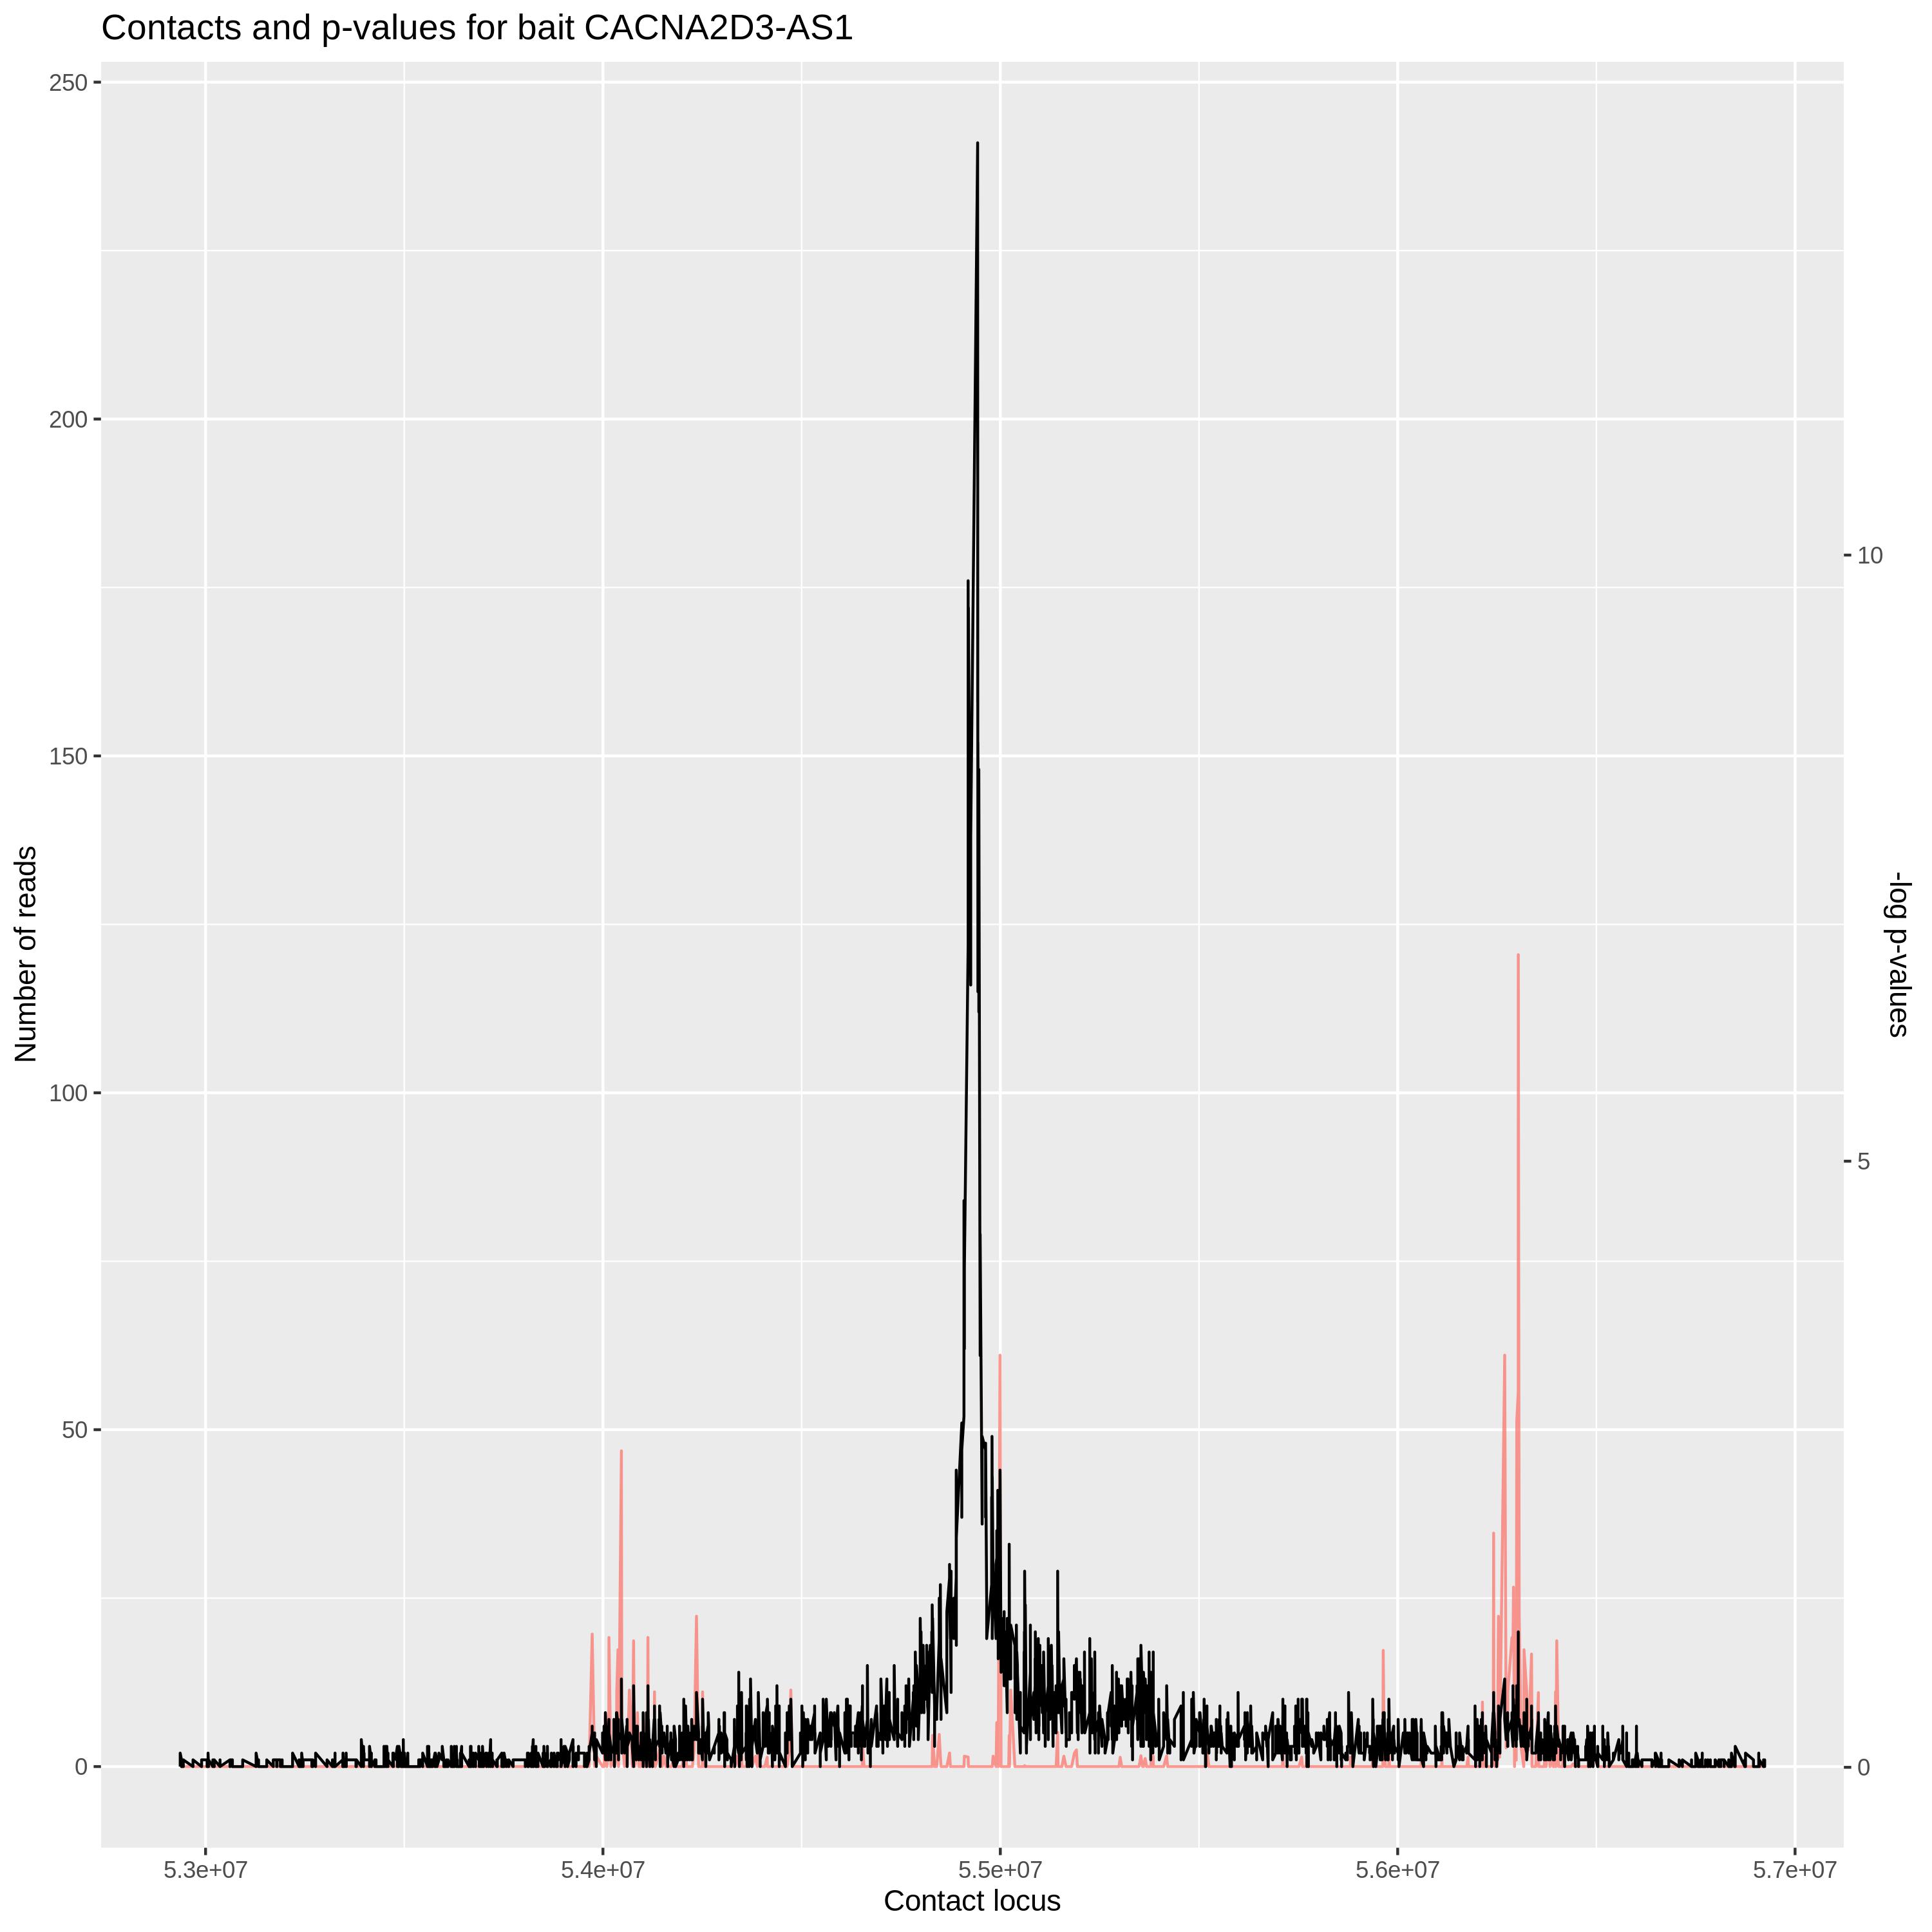 Contacts and p-values for bait CACNA2D3-AS1
250
200
150
100
50
0
Number of reads
10
5
0
-log p-values
5.3e+07
5.4e+07
5.5e+07
5.6e+07
5.7e+07
Contact locus